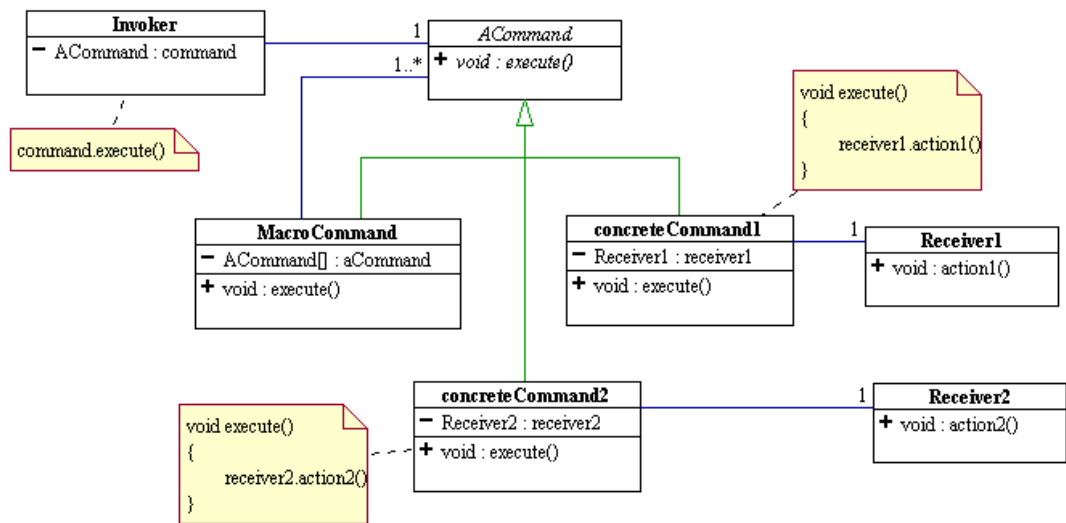 Invoker
− ACommand : command
1
ACommand
+ void : execute()
1..*
command.execute()
void execute()
{
receiver1.action1()
}
MacroCommand
− ACommand[] : aCommand
+ void : execute()
concreteCommand1
− Receiver1 : receiver1
+ void : execute()
1
Receiver1
+ void : action1()
void execute()
{
receiver2.action2()
}
concreteCommand2
− Receiver2 : receiver2
+ void : execute()
1
Receiver2
+ void : action2()